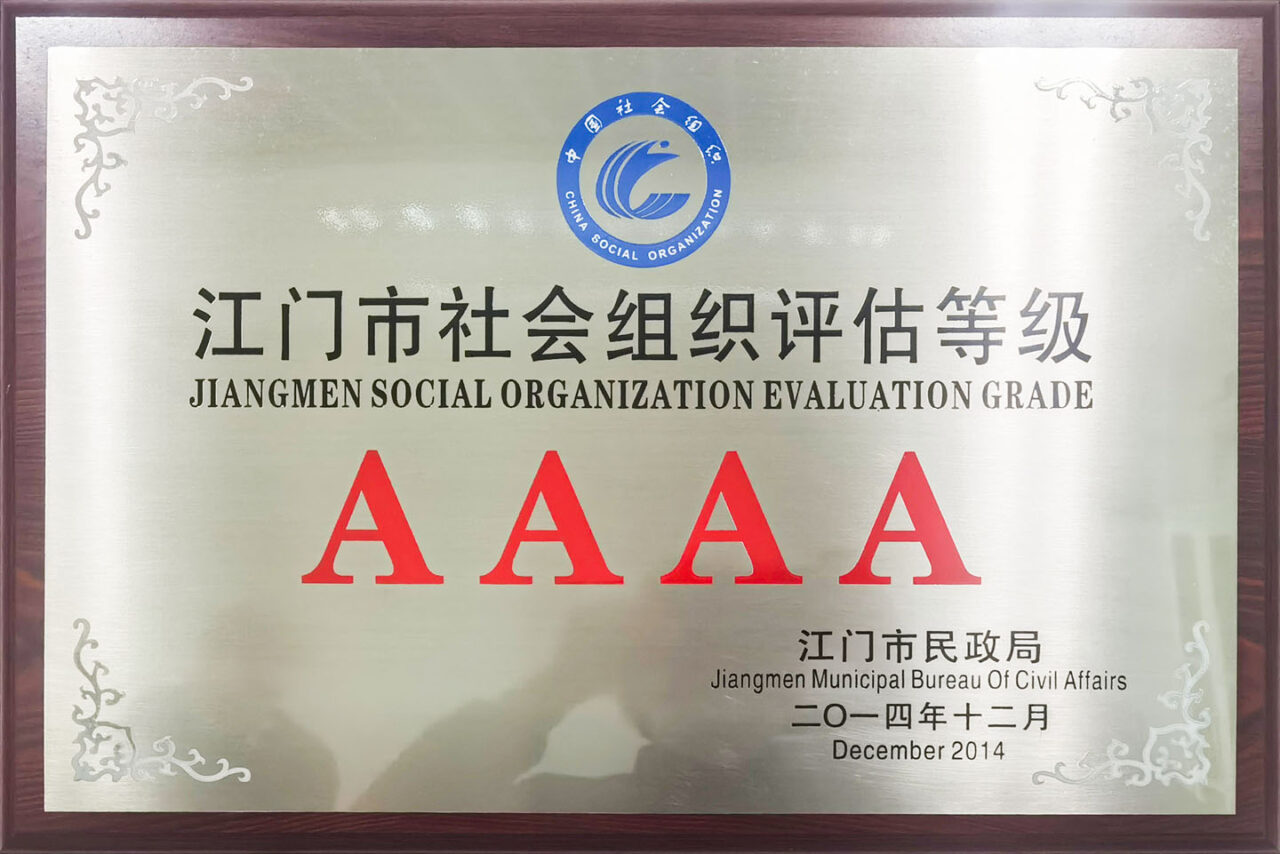 中国社会组织
CHINA SOCIAL ORGANIZATION
江门市社会组织评估等级
JIANGMEN SOCIAL ORGANIZATION EVALUATION GRADE
AAAA
江门市民政局
Jiangmen Municipal Bureau Of Civil Affairs
二O一四年十二月
December 2014